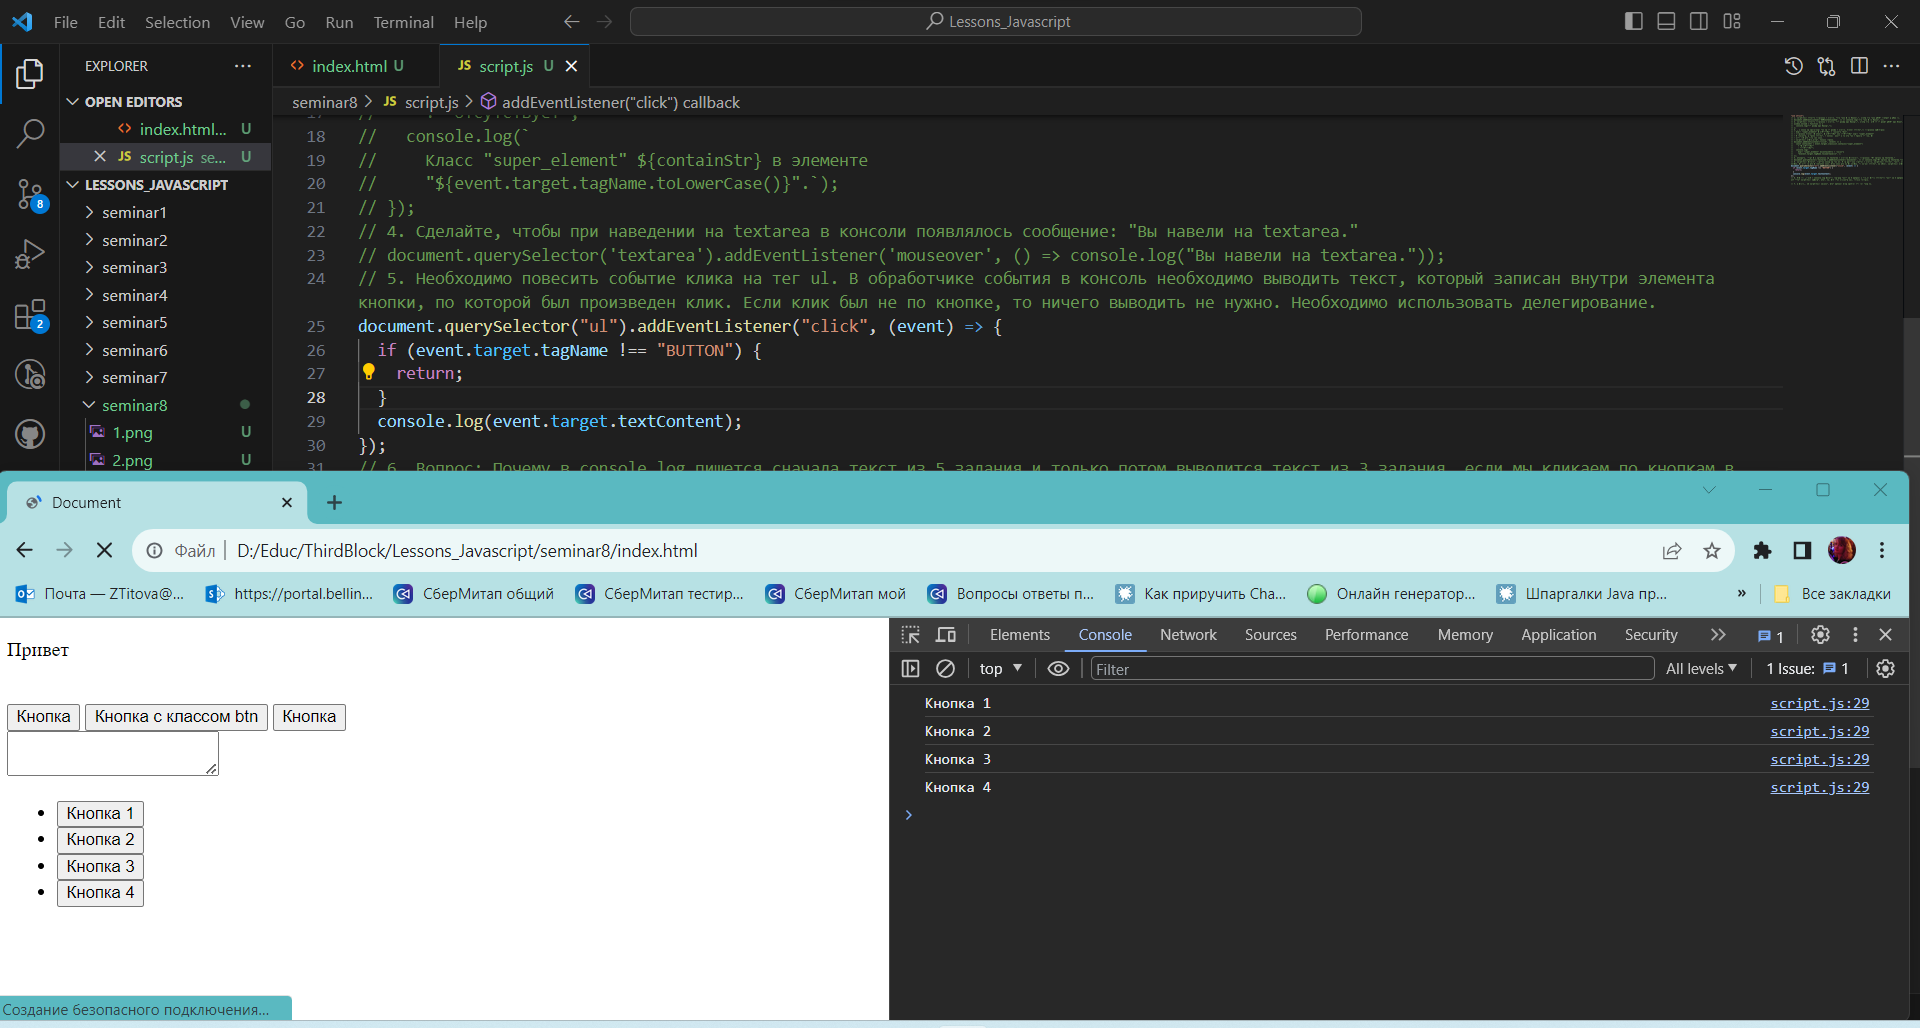 File Edit Selection View Go Run Terminal Help Lessons_Javascript
EXPLORER
OPEN EDITORS
index.html... U
script.js se... U
LESSONS_JAVASCRIPT
seminar1
seminar2
seminar3
seminar4
seminar5
seminar6
seminar7
seminar8
1.png U
2.png U
8
2
index.html U
JS script.js U
seminar8 > JS script.js > addEventListener("click") callback
18 // console.log(`
19 // Класс "super_element" ${containStr} в элементе
20 // "${event.target.tagName.toLowerCase()}".`);
21 // });
22 // 4. Сделайте, чтобы при наведении на textarea в консоли появлялось сообщение: "Вы навели на textarea."
23 // document.querySelector('textarea').addEventListener('mouseover', () => console.log("Вы навели на textarea."));
24 // 5. Необходимо повесить событие клика на тег ul. В обработчике события в консоль необходимо выводить текст, который записан внутри элемента
кнопки, по которой был произведен клик. Если клик был не по кнопке, то ничего выводить не нужно. Необходимо использовать делегирование.
25 document.querySelector("ul").addEventListener("click", (event) => {
26 if (event.target.tagName !== "BUTTON") {
27 return;
28 }
29 console.log(event.target.textContent);
30 });
31 // 6. Вопрос: Почему в console.log пишется сначала текст из 5 задания и только потом выводится текст из 3 задания, если мы кликаем по кнопкам в
Document
Файл | D:/Educ/ThirdBlock/Lessons_Javascript/seminar8/index.html
Почта — ZTitova@... https://portal.bellin... СберМитап общий СберМитап тестир... СберМитап мой Вопросы ответы п... Как приручить Cha... Онлайн генератор... Шпаргалки Java пр... » Все закладки
Привет
Кнопка Кнопка с классом btn Кнопка
Кнопка 1
Кнопка 2
Кнопка 3
Кнопка 4
Создание безопасного подключения...
Elements Console Network Sources Performance Memory Application Security 1
top Filter All levels 1 Issue: 1
Кнопка 1 script.js:29
Кнопка 2 script.js:29
Кнопка 3 script.js:29
Кнопка 4 script.js:29